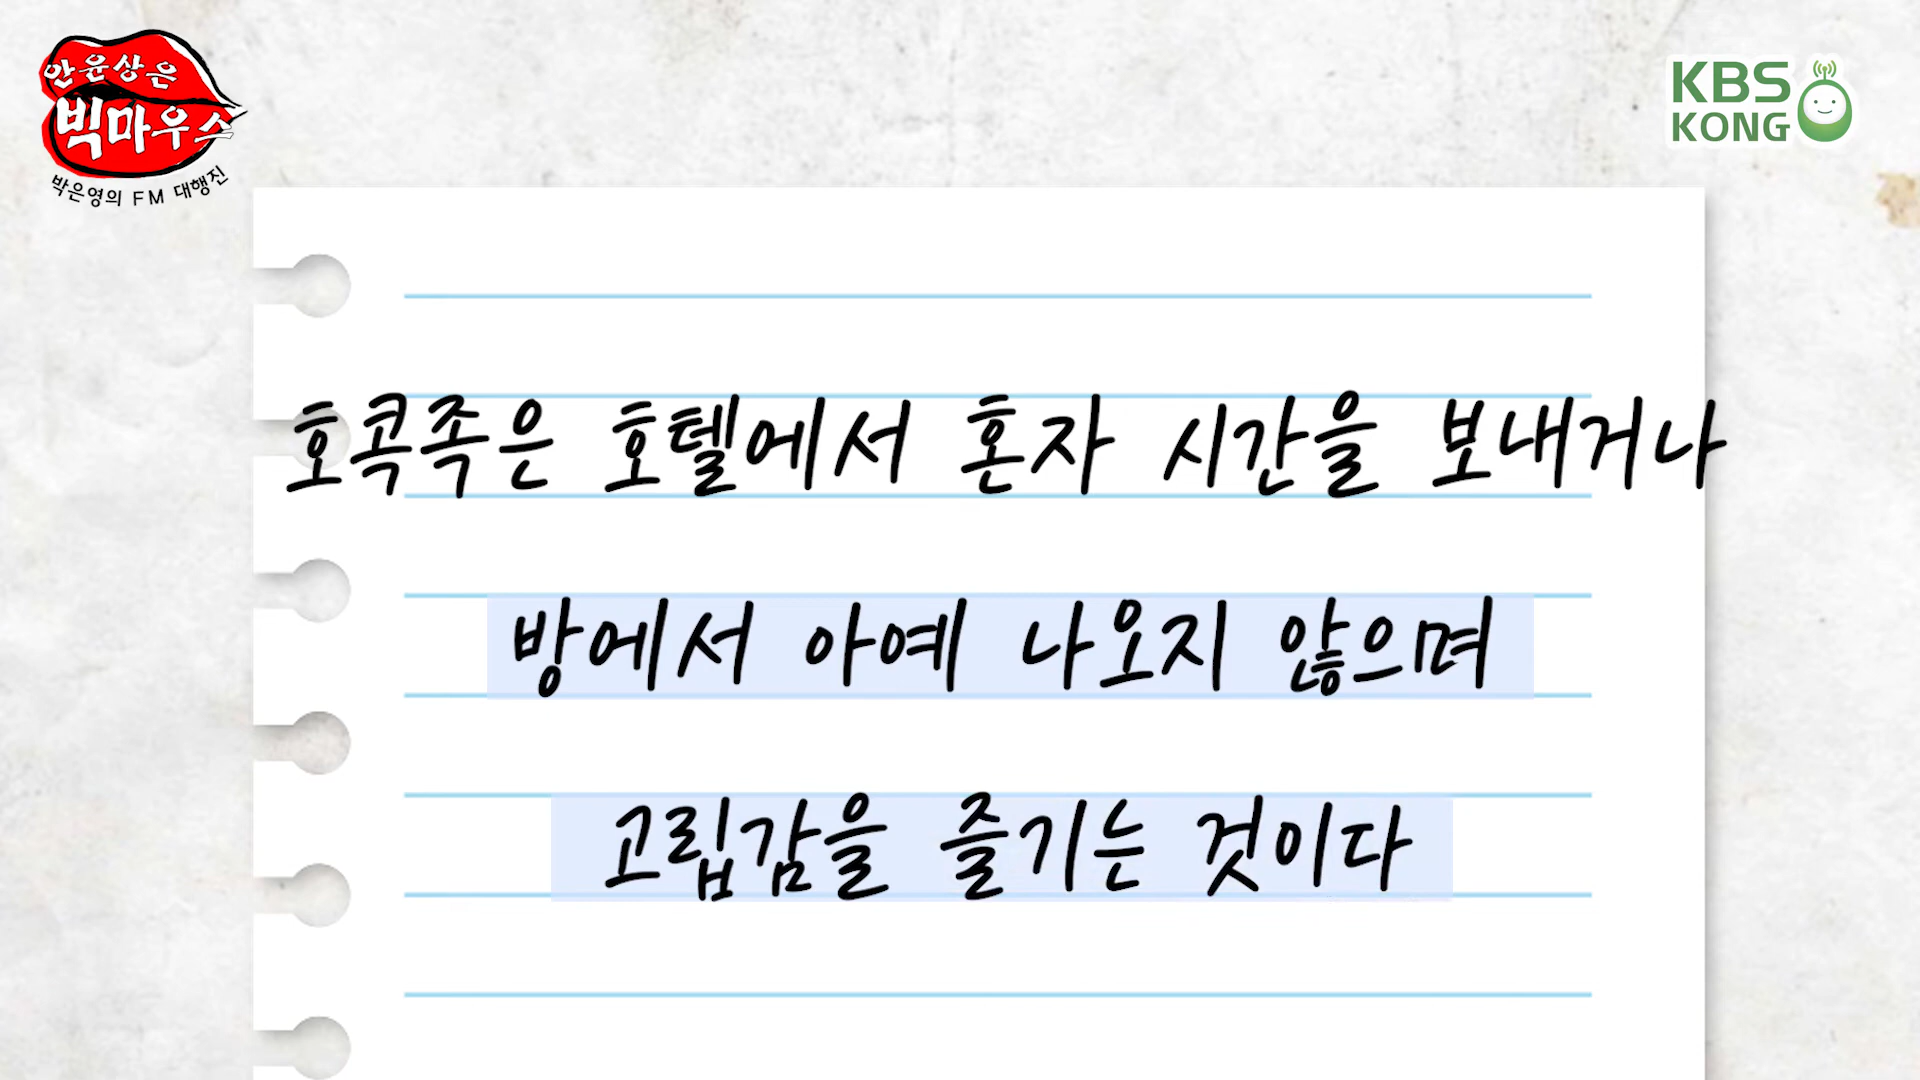 안윤상은
빅마우스
박은영의 FM 대행진
KBS
KONG
호콕족은 호텔에서 혼자 시간을 보내거나
방에서 아예 나오지 않으며
고립감을 즐기는 것이다